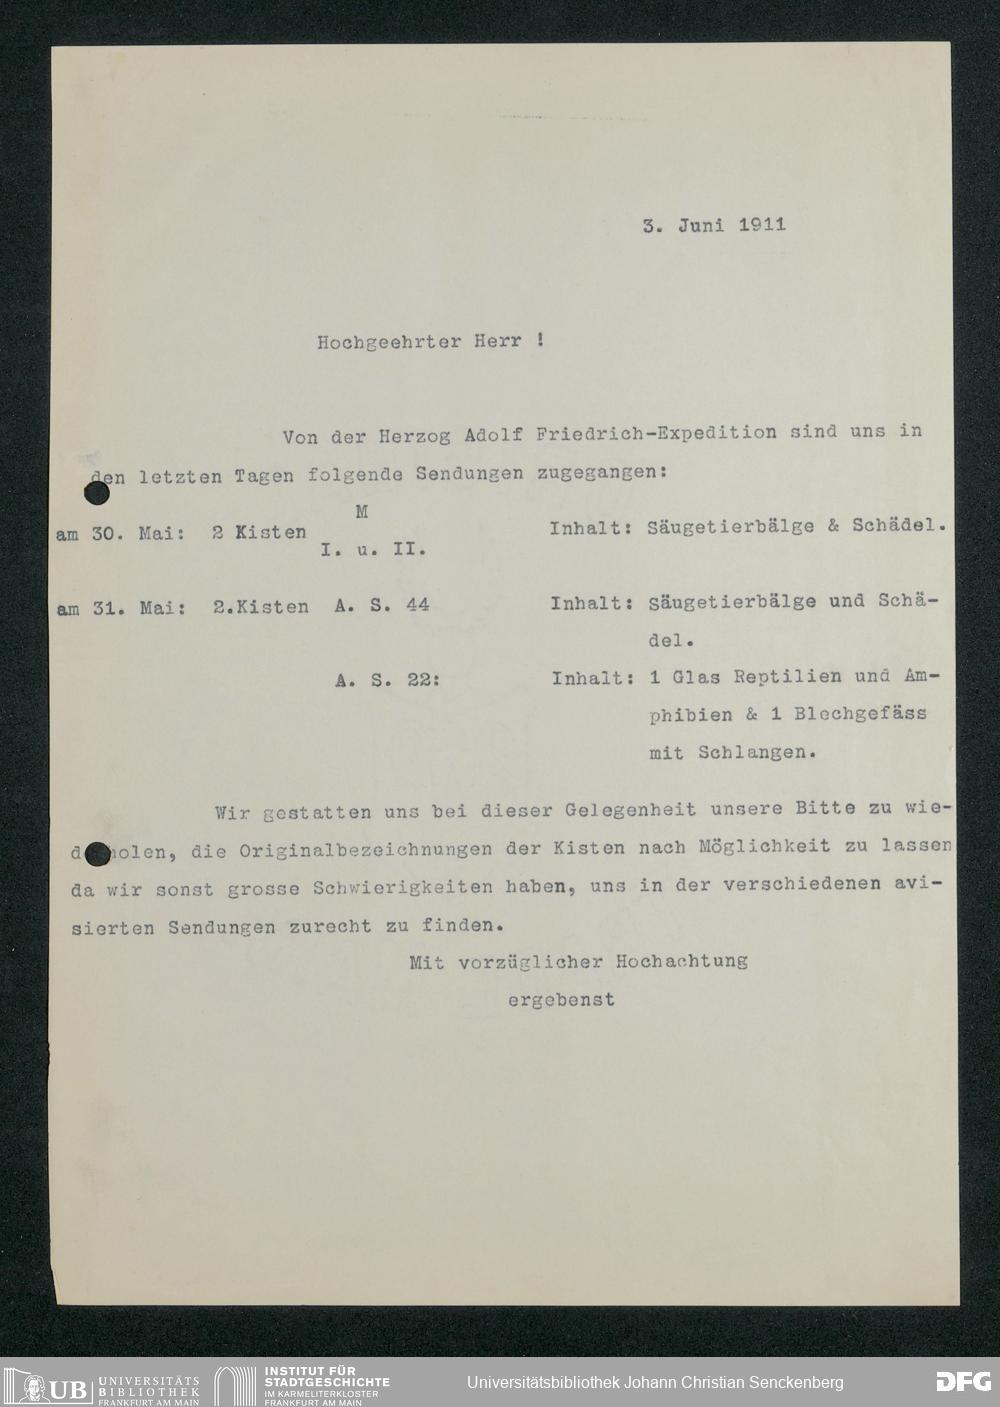 3. Juni 1911
Hochgeehrter Herr !
Von der Herzog Adolf Friedrich-Expedition sind uns in
den letzten Tagen folgende Sendungen zugegangen:
am 30. Mai: 2 Kisten M I. u. II. Inhalt: Säugetierbälge & Schädel.
am 31. Mai: 2.Kisten A. S. 44 Inhalt: Säugetierbälge und Schä-
del.
A. S. 22: Inhalt: 1 Glas Reptilien und Am-
phibien & 1 Blechgefäss
mit Schlangen.
Wir gestatten uns bei dieser Gelegenheit unsere Bitte zu wie-
derholen, die Originalbezeichnungen der Kisten nach Möglichkeit zu lassen
da wir sonst grosse Schwierigkeiten haben, uns in der verschiedenen avi-
sierten Sendungen zurecht zu finden.
Mit vorzüglicher Hochachtung
ergebenst
UB UNIVERSITÄTS
BIBLIOTHEK
FRANKFURT AM MAIN
INSTITUT FÜR
STADTGESCHICHTE
IM KARMELITERKLOSTER
FRANKFURT AM MAIN
Universitätsbibliothek Johann Christian Senckenberg
DFG